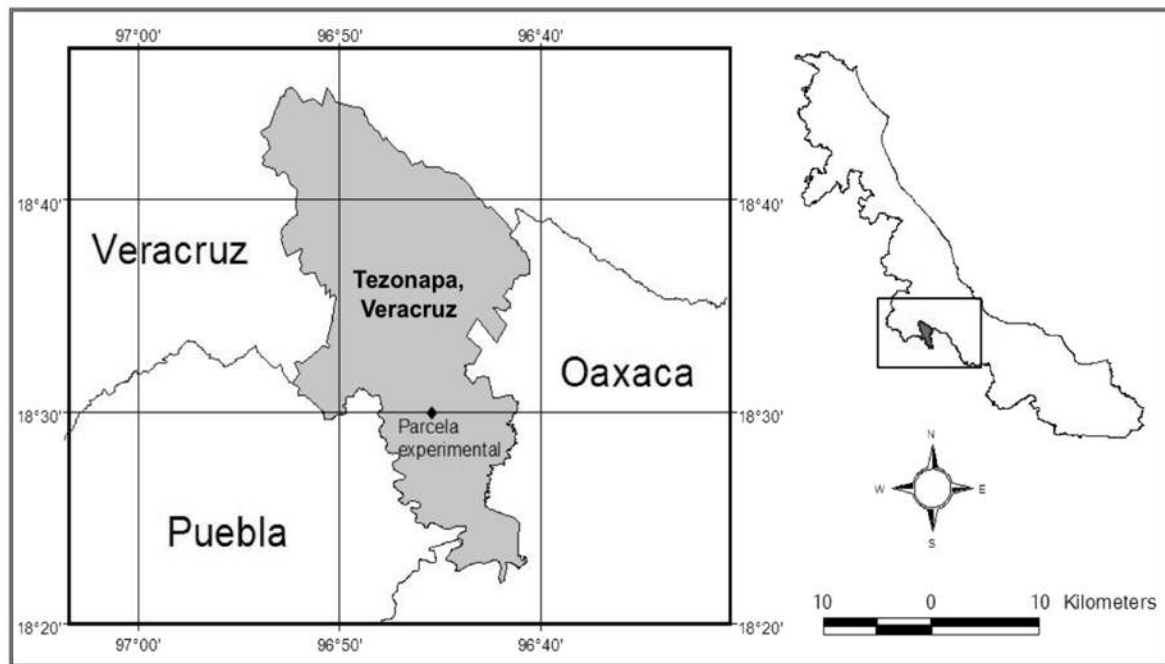 97°00'
96°50'
96°40'
18°40'
18°40'
Veracruz
Tezonapa,
Veracruz
Oaxaca
18°30'
18°30'
Parcela
experimental
Puebla
18°20'
18°20'
97°00'
96°50'
96°40'
N
W
E
S
10
0
10
Kilometers